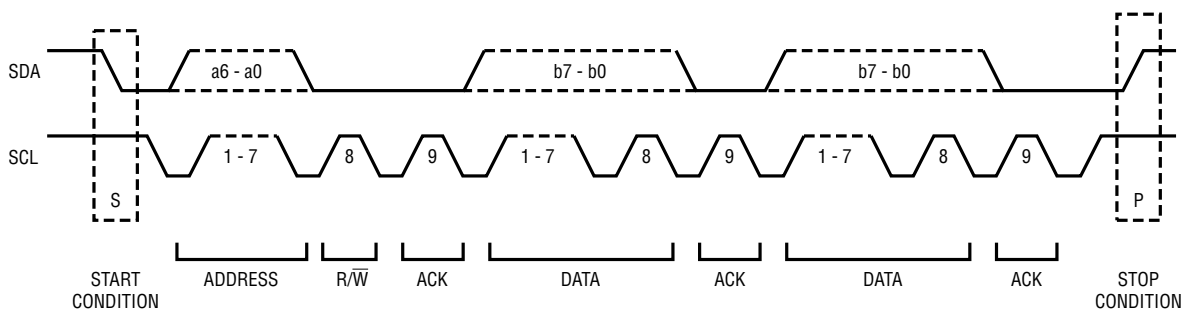 SDA
a6 - a0
b7 - b0
b7 - b0
SCL
1 - 7
8
9
1 - 7
8
9
1 - 7
8
9
S
P
START
CONDITION
ADDRESS
R/W̅
ACK
DATA
ACK
DATA
ACK
STOP
CONDITION